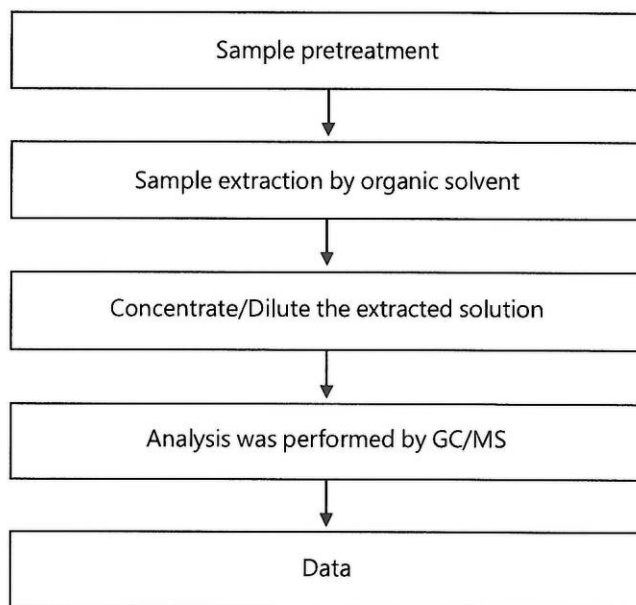 Sample pretreatment
Sample extraction by organic solvent
Concentrate/Dilute the extracted solution
Analysis was performed by GC/MS
Data